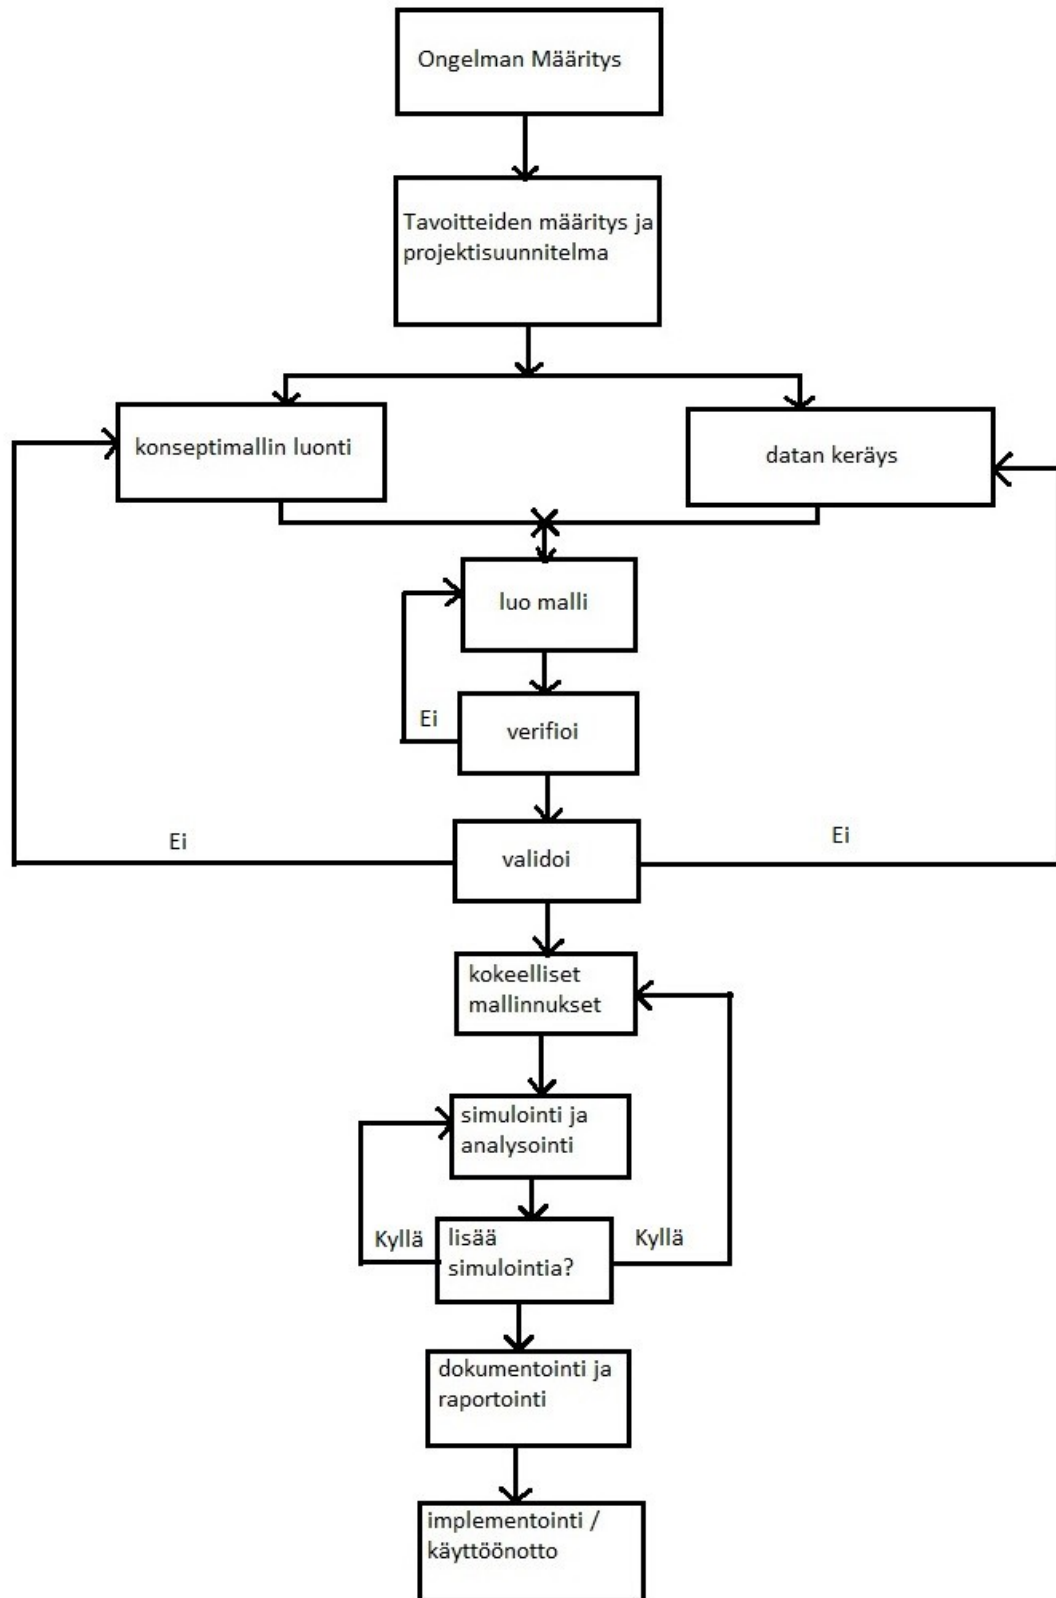 Ongelman Määritys
Tavoitteiden määritys ja
projektisuunnitelma
konseptimallin luonti
datan keräys
luo malli
Ei
verifioi
Ei
validoi
Ei
kokeelliset
mallinnukset
simulointi ja
analysointi
Kyllä
lisää
simulointia?
Kyllä
dokumentointi ja
raportointi
implementointi /
käyttöönotto